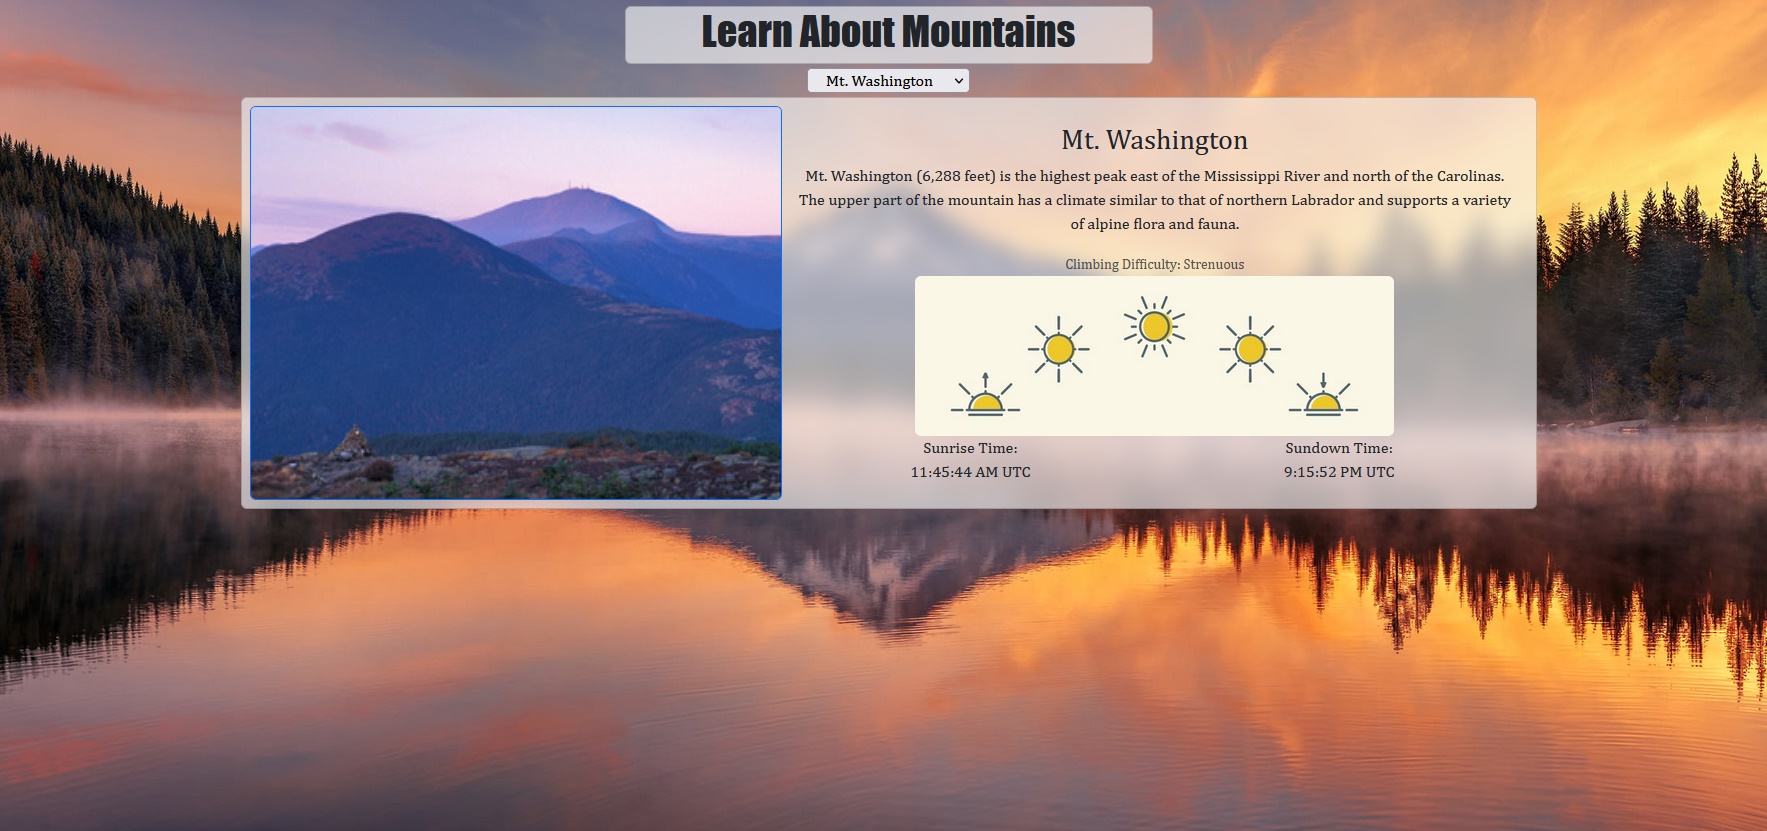 Learn About Mountains
Mt. Washington
Mt. Washington
Mt. Washington (6,288 feet) is the highest peak east of the Mississippi River and north of the Carolinas.
The upper part of the mountain has a climate similar to that of northern Labrador and supports a variety
of alpine flora and fauna.
Climbing Difficulty: Strenuous
Sunrise Time:
11:45:44 AM UTC
Sundown Time:
9:15:52 PM UTC